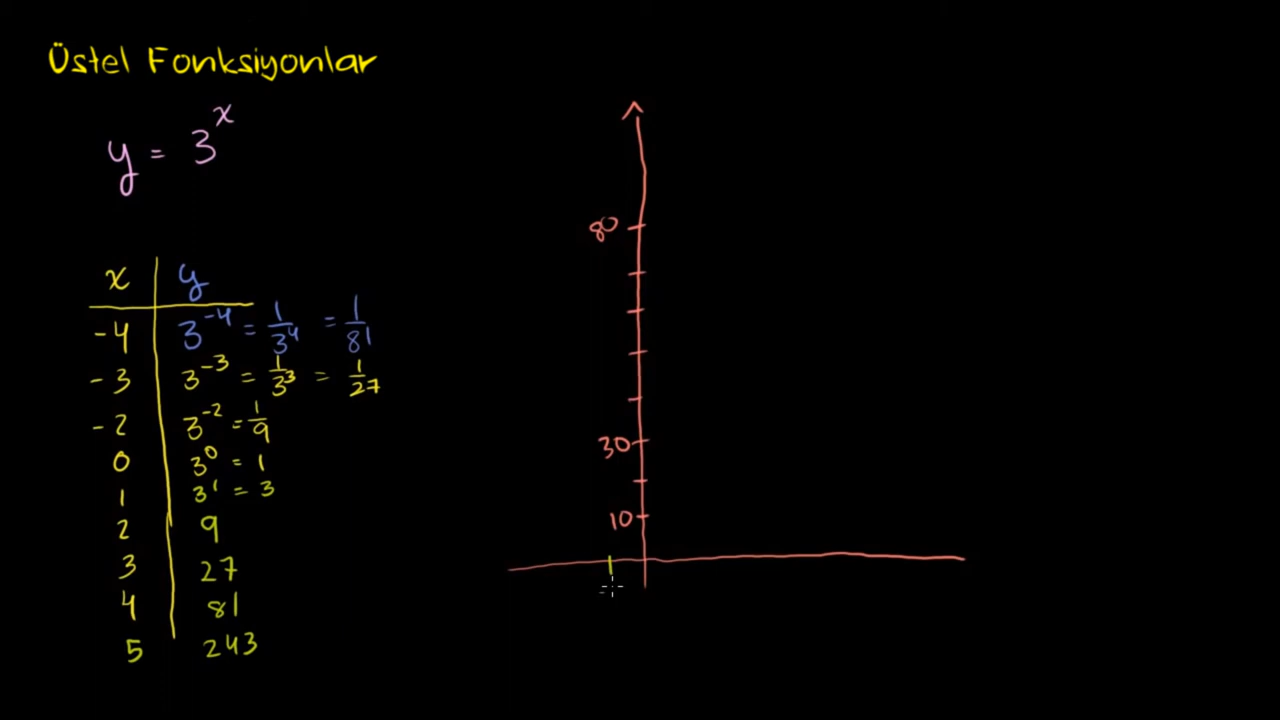 Üstel Fonksiyonlar
y = 3^x
x y
-4 3^-4 = 1/3^4 = 1/81
-3 3^-3 = 1/3^3 = 1/27
-2 3^-2 = 1/9
0 3^0 = 1
1 3^1 = 3
2 9
3 27
4 81
5 243
80
30
10